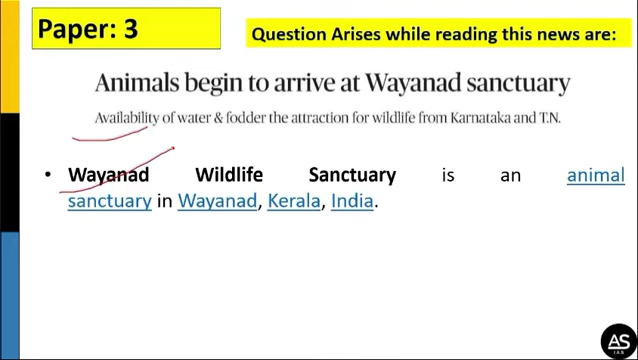 Paper: 3
Question Arises while reading this news are:
Animals begin to arrive at Wayanad sanctuary
Availability of water & fodder the attraction for wildlife from Karnataka and T.N.
• Wayanad Wildlife Sanctuary is an animal
sanctuary in Wayanad, Kerala, India.
AS
IAS